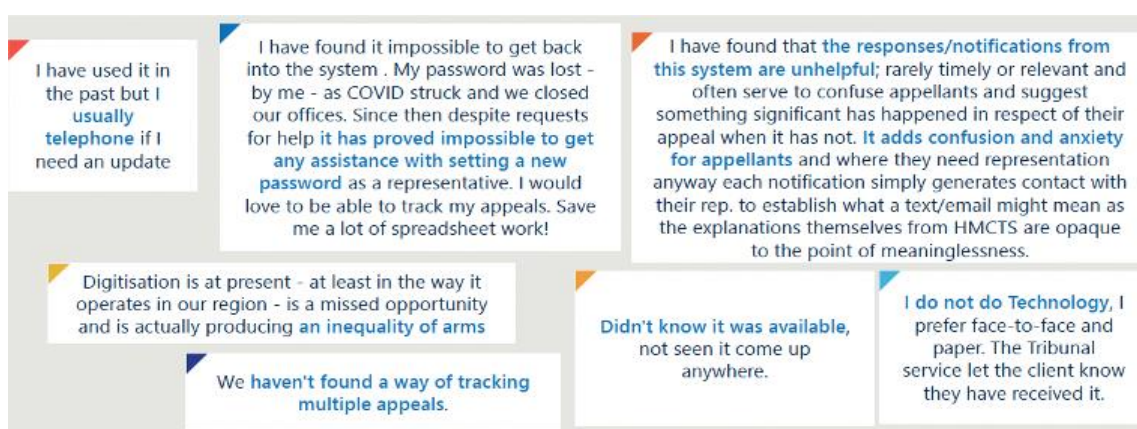 I have used it in
the past but I
usually
telephone if I
need an update
I have found it impossible to get back
into the system . My password was lost -
by me - as COVID struck and we closed
our offices. Since then despite requests
for help it has proved impossible to get
any assistance with setting a new
password as a representative. I would
love to be able to track my appeals. Save
me a lot of spreadsheet work!
I have found that the responses/notifications from
this system are unhelpful; rarely timely or relevant and
often serve to confuse appellants and suggest
something significant has happened in respect of their
appeal when it has not. It adds confusion and anxiety
for appellants and where they need representation
anyway each notification simply generates contact with
their rep. to establish what a text/email might mean as
the explanations themselves from HMCTS are opaque
to the point of meaninglessness.
Digitisation is at present - at least in the way it
operates in our region - is a missed opportunity
and is actually producing an inequality of arms
We haven't found a way of tracking
multiple appeals.
Didn't know it was available,
not seen it come up
anywhere.
I do not do Technology, I
prefer face-to-face and
paper. The Tribunal
service let the client know
they have received it.